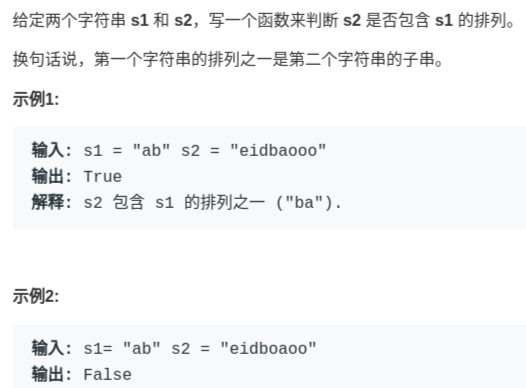 给定两个字符串 s1 和 s2，写一个函数来判断 s2 是否包含 s1 的排列。
换句话说，第一个字符串的排列之一是第二个字符串的子串。
示例1:
输入: s1 = "ab" s2 = "eidbaooo"
输出: True
解释: s2 包含 s1 的排列之一 ("ba").
示例2:
输入: s1= "ab" s2 = "eidboaoo"
输出: False